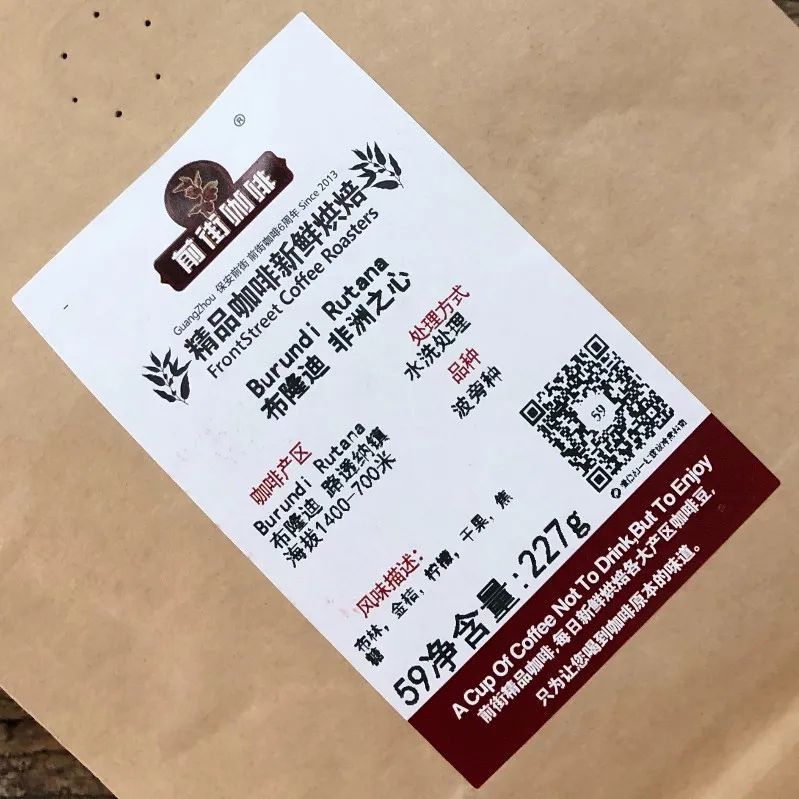 ®
前街咖啡
GuangZhou 保安前街 前街咖啡6周年 Since 2013
精品咖啡新鲜烘焙
FrontStreet Coffee Roasters
Burundi Rutana
布隆迪 非洲之心
处理方式
水洗处理
品种
波旁种
咖啡产区
Burundi Rutana
布隆迪 路透纳镇
海拔1400-700米
59
风味描述:
布林, 金桔, 柠檬, 干果, 焦
糖
59净含量:227g
A Cup Of Coffee Not To Drink,But To Enjoy
前街精品咖啡,每日新鲜烘焙各大产区咖啡豆,
只为让您喝到咖啡原本的味道。